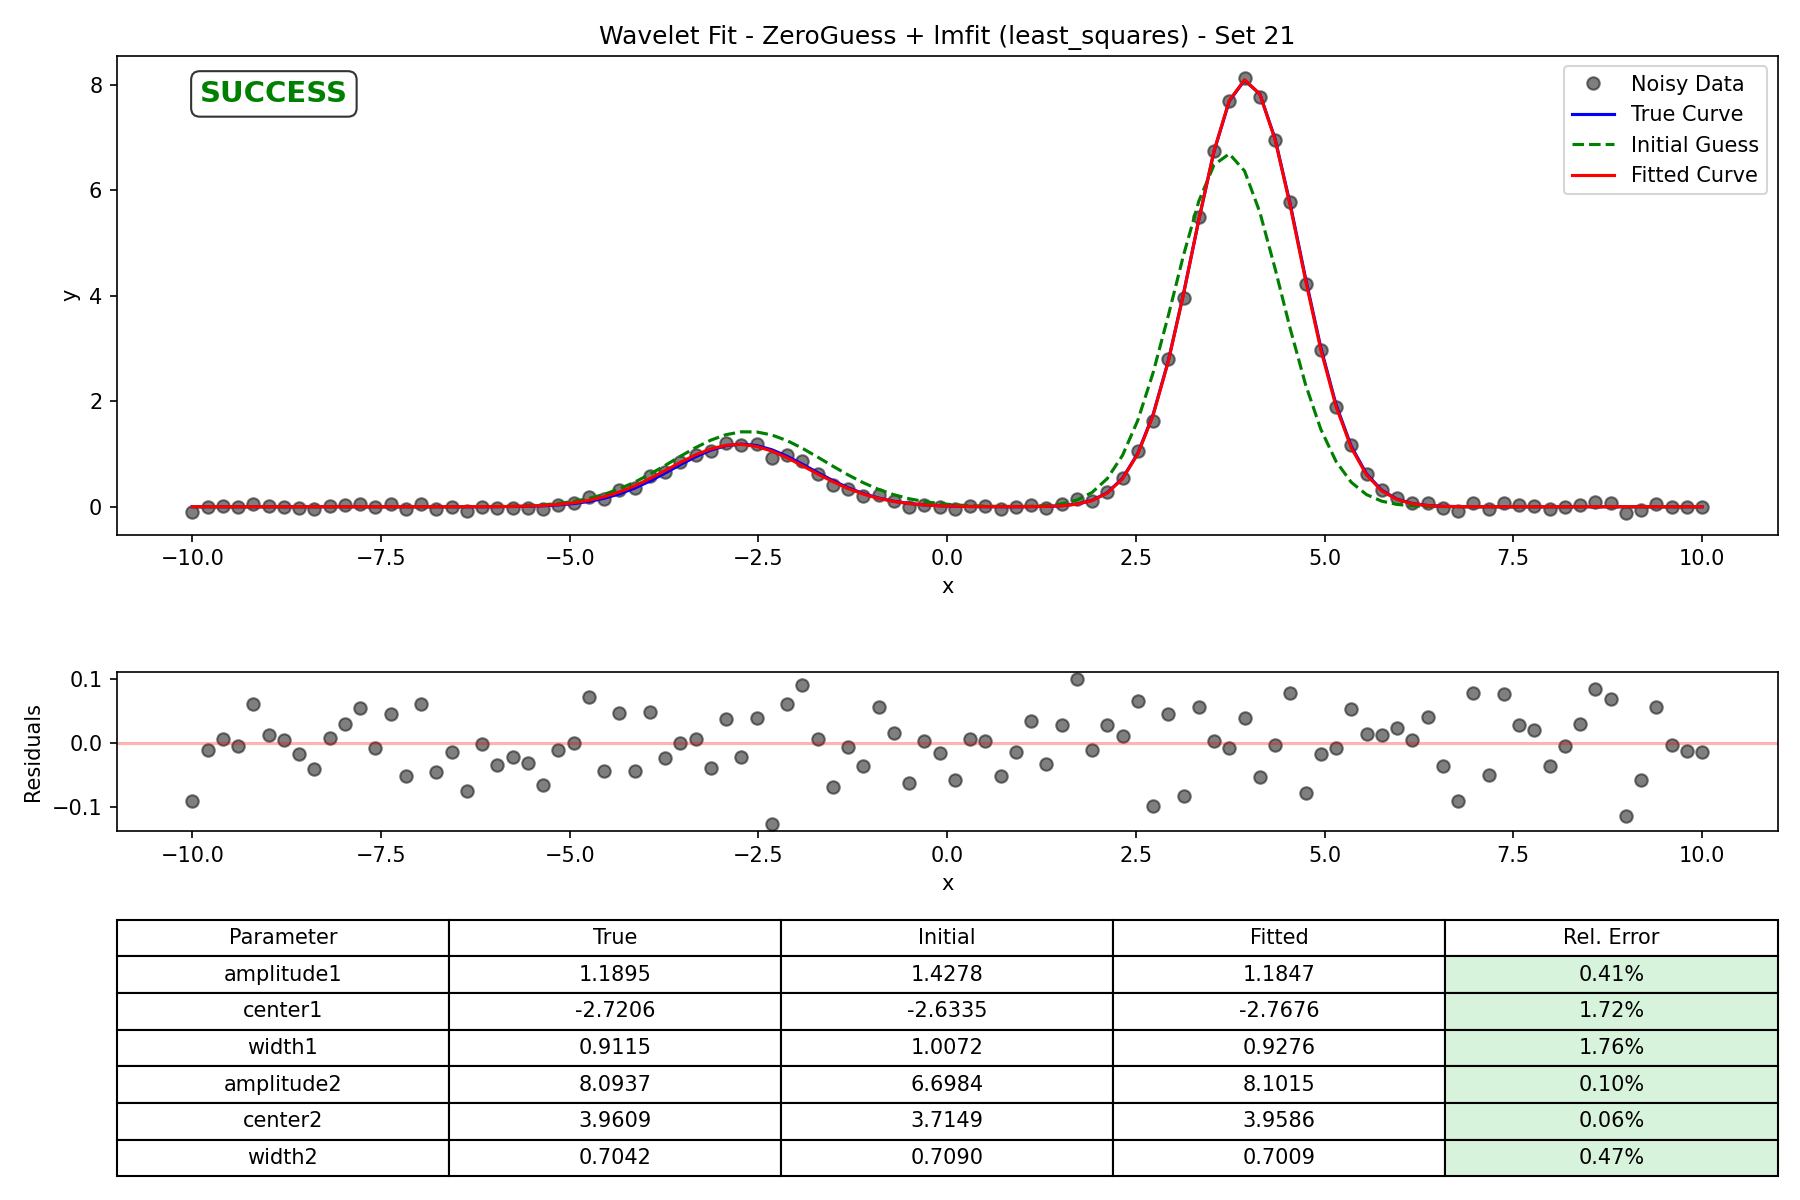 Wavelet Fit - ZeroGuess + lmfit (least_squares) - Set 21
SUCCESS
Noisy Data
True Curve
Initial Guess
Fitted Curve
y
8
6
4
2
0
−10.0 −7.5 −5.0 −2.5 0.0 2.5 5.0 7.5 10.0
x
Residuals
0.1
0.0
−0.1
−10.0 −7.5 −5.0 −2.5 0.0 2.5 5.0 7.5 10.0
x
Parameter True Initial Fitted Rel. Error
amplitude1 1.1895 1.4278 1.1847 0.41%
center1 -2.7206 -2.6335 -2.7676 1.72%
width1 0.9115 1.0072 0.9276 1.76%
amplitude2 8.0937 6.6984 8.1015 0.10%
center2 3.9609 3.7149 3.9586 0.06%
width2 0.7042 0.7090 0.7009 0.47%